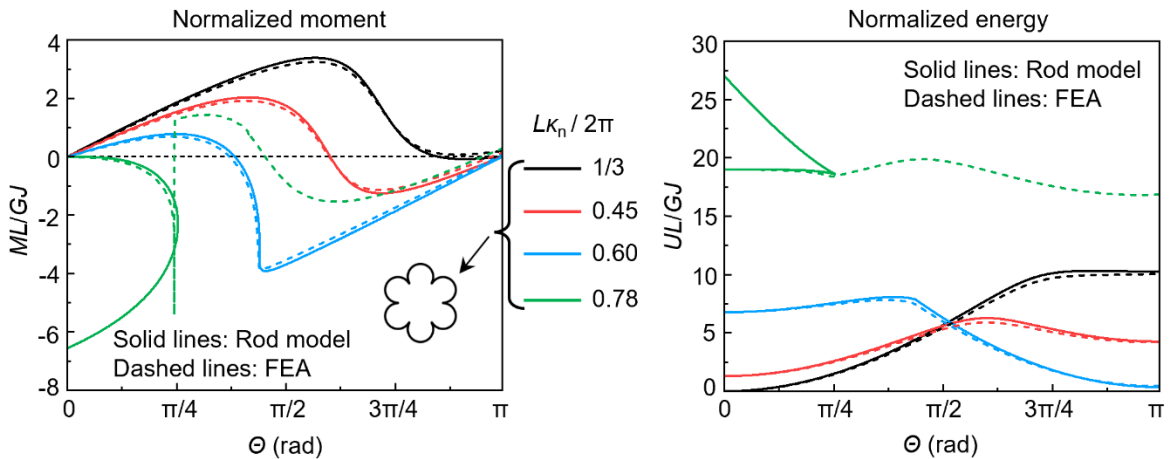 Normalized moment
ML/GJ
4
2
0
-2
-4
-6
-8
Solid lines: Rod model
Dashed lines: FEA
0
π/4
π/2
3π/4
π
Θ (rad)
Lκn / 2π
1/3
0.45
0.60
0.78
Normalized energy
UL/GJ
30
25
20
15
10
5
0
Solid lines: Rod model
Dashed lines: FEA
0
π/4
π/2
3π/4
π
Θ (rad)